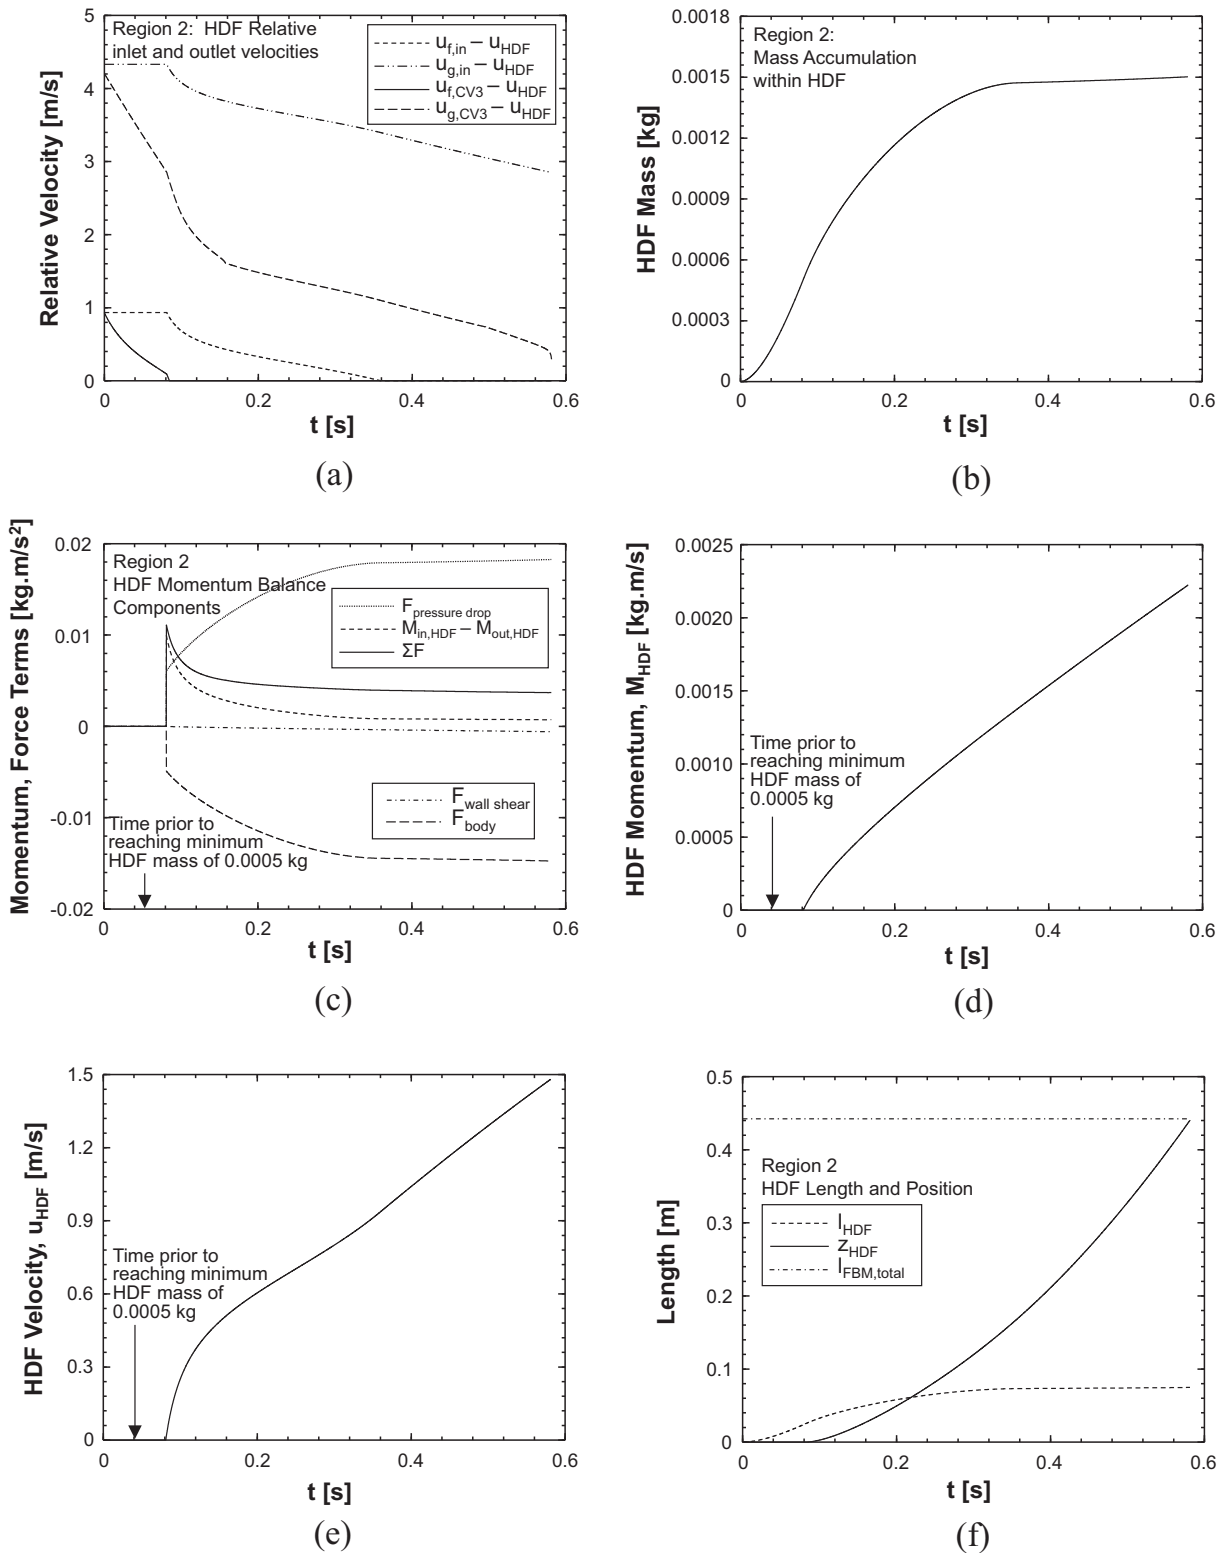 Region 2: HDF Relative
inlet and outlet velocities
u_f,in – u_HDF
u_g,in – u_HDF
u_f,CV3 – u_HDF
u_g,CV3 – u_HDF
Relative Velocity [m/s]
5
4
3
2
1
0
0
0.2
0.4
0.6
t [s]
(a)
Region 2:
Mass Accumulation
within HDF
HDF Mass [kg]
0.0018
0.0015
0.0012
0.0009
0.0006
0.0003
0
0
0.2
0.4
0.6
t [s]
(b)
Region 2
HDF Momentum Balance
Components
F_pressure drop
M_in,HDF – M_out,HDF
ΣF
F_wall shear
F_body
Time prior to
reaching minimum
HDF mass of 0.0005 kg
Momentum, Force Terms [kg.m/s²]
0.02
0.01
0
-0.01
-0.02
0
0.2
0.4
0.6
t [s]
(c)
Time prior to
reaching minimum
HDF mass of
0.0005 kg
HDF Momentum, M_HDF [kg.m/s]
0.0025
0.0020
0.0015
0.0010
0.0005
0
0
0.2
0.4
0.6
t [s]
(d)
Time prior to
reaching minimum
HDF mass of
0.0005 kg
HDF Velocity, u_HDF [m/s]
1.5
1.2
0.9
0.6
0.3
0
0
0.2
0.4
0.6
t [s]
(e)
Region 2
HDF Length and Position
l_HDF
z_HDF
l_FBM,total
Length [m]
0.5
0.4
0.3
0.2
0.1
0
0
0.2
0.4
0.6
t [s]
(f)